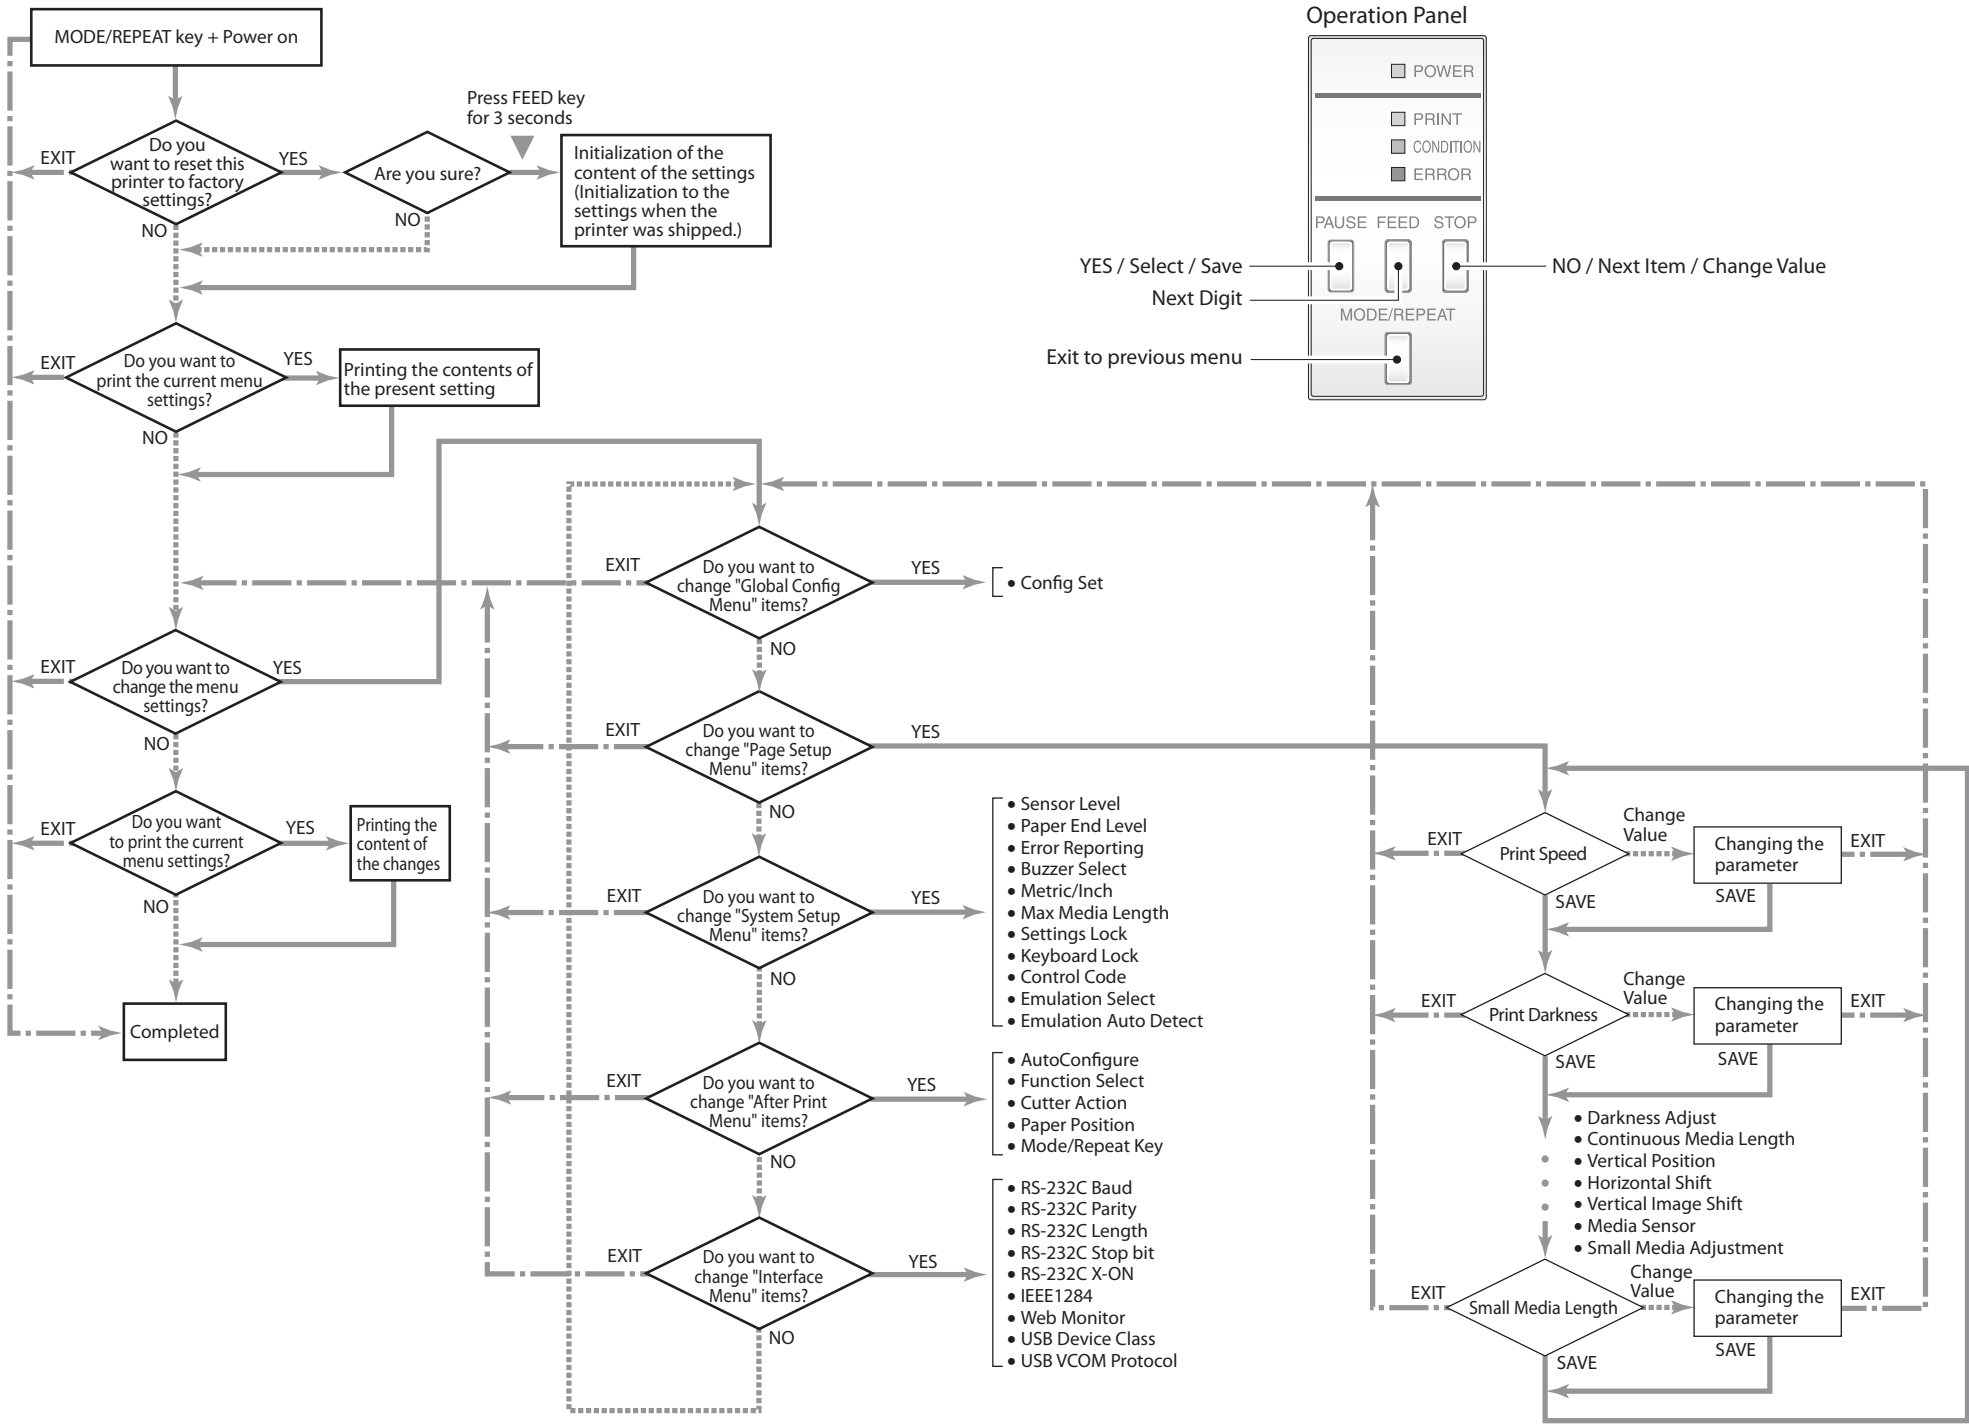 Operation Panel
POWER
PRINT
CONDITION
ERROR
PAUSE FEED STOP
YES / Select / Save
NO / Next Item / Change Value
Next Digit
MODE/REPEAT
Exit to previous menu
MODE/REPEAT key + Power on
Do you
want to reset this
printer to factory
settings?
EXIT
YES
NO
Are you sure?
NO
Press FEED key
for 3 seconds
Initialization of the
content of the settings
(Initialization to the
settings when the
printer was shipped.)
Do you want to
print the current menu
settings?
EXIT
YES
NO
Printing the contents of
the present setting
Do you want to
change the menu
settings?
EXIT
YES
NO
Do you want
to print the current
menu settings?
EXIT
YES
NO
Printing the
content of
the changes
Completed
Do you want to
change "Global Config
Menu" items?
EXIT
YES
NO
• Config Set
Do you want to
change "Page Setup
Menu" items?
EXIT
YES
NO
Do you want to
change "System Setup
Menu" items?
EXIT
YES
NO
• Sensor Level
• Paper End Level
• Error Reporting
• Buzzer Select
• Metric/Inch
• Max Media Length
• Settings Lock
• Keyboard Lock
• Control Code
• Emulation Select
• Emulation Auto Detect
Do you want to
change "After Print
Menu" items?
EXIT
YES
NO
• AutoConfigure
• Function Select
• Cutter Action
• Paper Position
• Mode/Repeat Key
Do you want to
change "Interface
Menu" items?
EXIT
YES
NO
• RS-232C Baud
• RS-232C Parity
• RS-232C Length
• RS-232C Stop bit
• RS-232C X-ON
• IEEE1284
• Web Monitor
• USB Device Class
• USB VCOM Protocol
Print Speed
EXIT
Change
Value
Changing the
parameter
EXIT
SAVE
SAVE
Print Darkness
EXIT
Change
Value
Changing the
parameter
EXIT
SAVE
SAVE
• Darkness Adjust
• Continuous Media Length
• Vertical Position
• Horizontal Shift
• Vertical Image Shift
• Media Sensor
• Small Media Adjustment
Small Media Length
EXIT
Change
Value
Changing the
parameter
EXIT
SAVE
SAVE